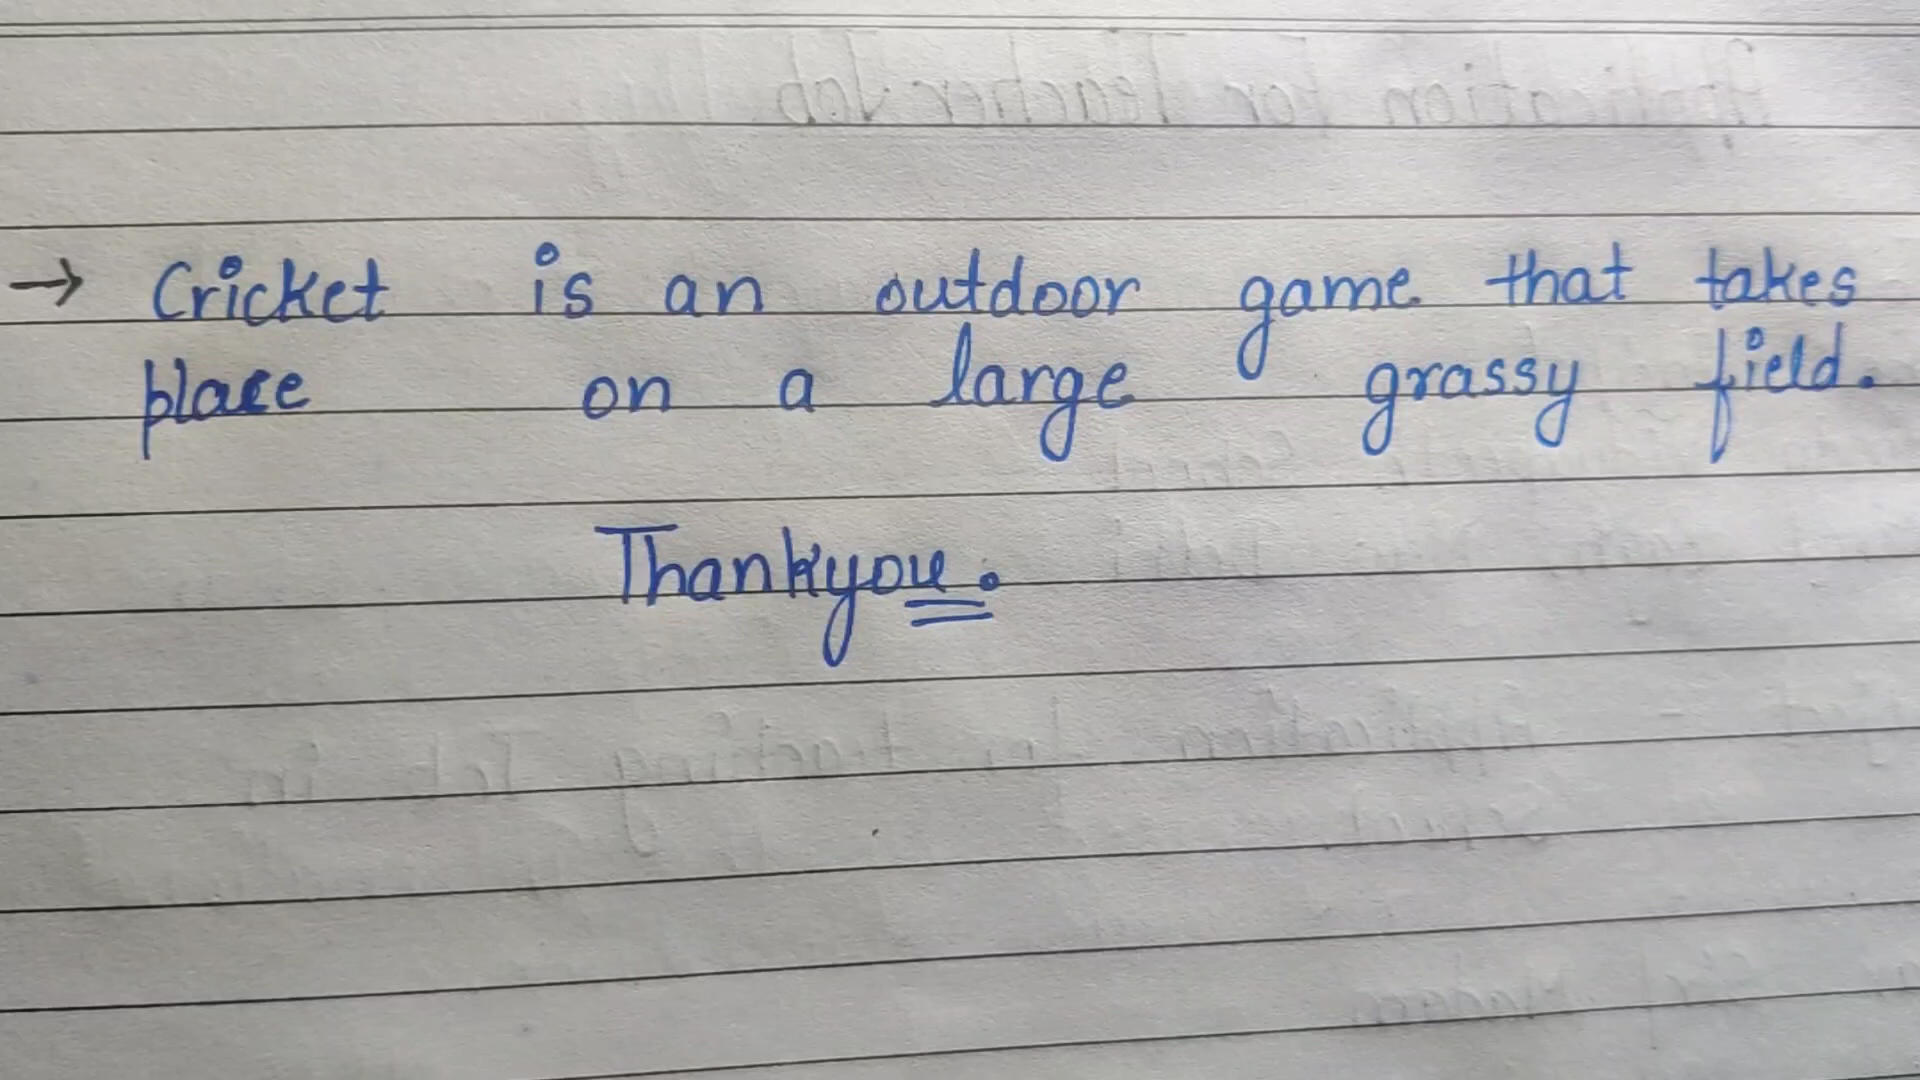 → Cricket is an outdoor game that takes
place on a large grassy field.
Thankyou.